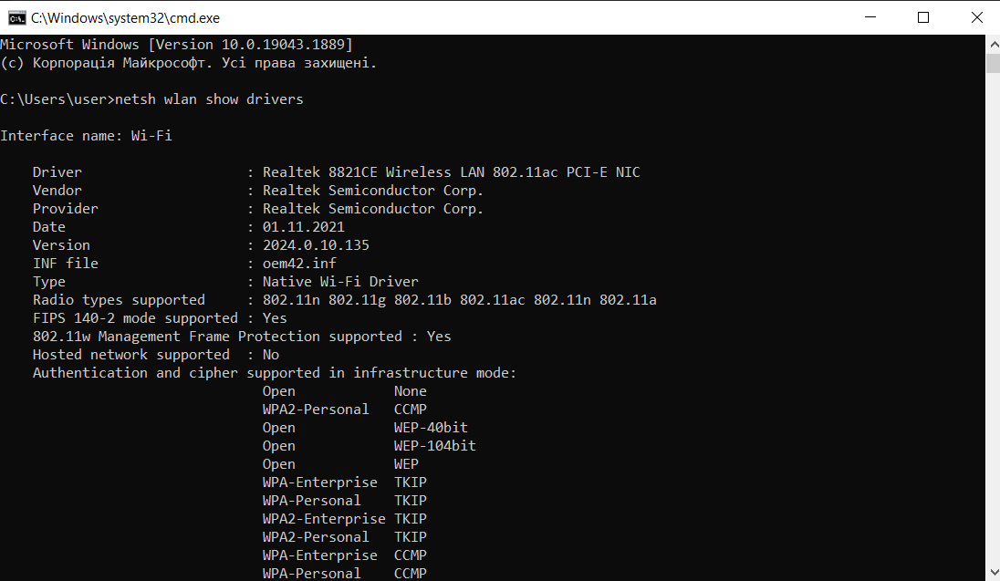 C:\Windows\system32\cmd.exe
Microsoft Windows [Version 10.0.19043.1889]
(c) Корпорація Майкрософт. Усі права захищені.
C:\Users\user>netsh wlan show drivers
Interface name: Wi-Fi
Driver : Realtek 8821CE Wireless LAN 802.11ac PCI-E NIC
Vendor : Realtek Semiconductor Corp.
Provider : Realtek Semiconductor Corp.
Date : 01.11.2021
Version : 2024.0.10.135
INF file : oem42.inf
Type : Native Wi-Fi Driver
Radio types supported : 802.11n 802.11g 802.11b 802.11ac 802.11n 802.11a
FIPS 140-2 mode supported : Yes
802.11w Management Frame Protection supported : Yes
Hosted network supported : No
Authentication and cipher supported in infrastructure mode:
Open None
WPA2-Personal CCMP
Open WEP-40bit
Open WEP-104bit
Open WEP
WPA-Enterprise TKIP
WPA-Personal TKIP
WPA2-Enterprise TKIP
WPA2-Personal TKIP
WPA-Enterprise CCMP
WPA-Personal CCMP